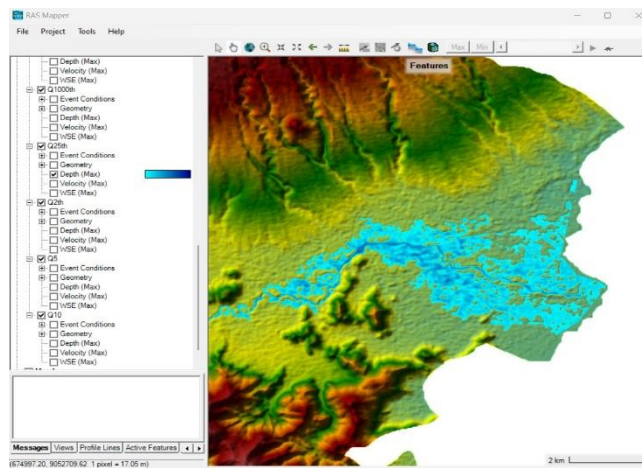 RAS Mapper
File Project Tools Help
Max Min
Features
Depth (Max)
Velocity (Max)
WSE (Max)
Q1000th
Event Conditions
Geometry
Depth (Max)
Velocity (Max)
WSE (Max)
Q25th
Event Conditions
Geometry
Depth (Max)
Velocity (Max)
WSE (Max)
Q2th
Event Conditions
Geometry
Depth (Max)
Velocity (Max)
WSE (Max)
Q5
Event Conditions
Geometry
Depth (Max)
Velocity (Max)
WSE (Max)
Q10
Event Conditions
Geometry
Depth (Max)
Velocity (Max)
WSE (Max)
Messages Views Profile Lines Active Features
(674997.20, 9052709.62 1 pixel = 17.05 m)
2 km